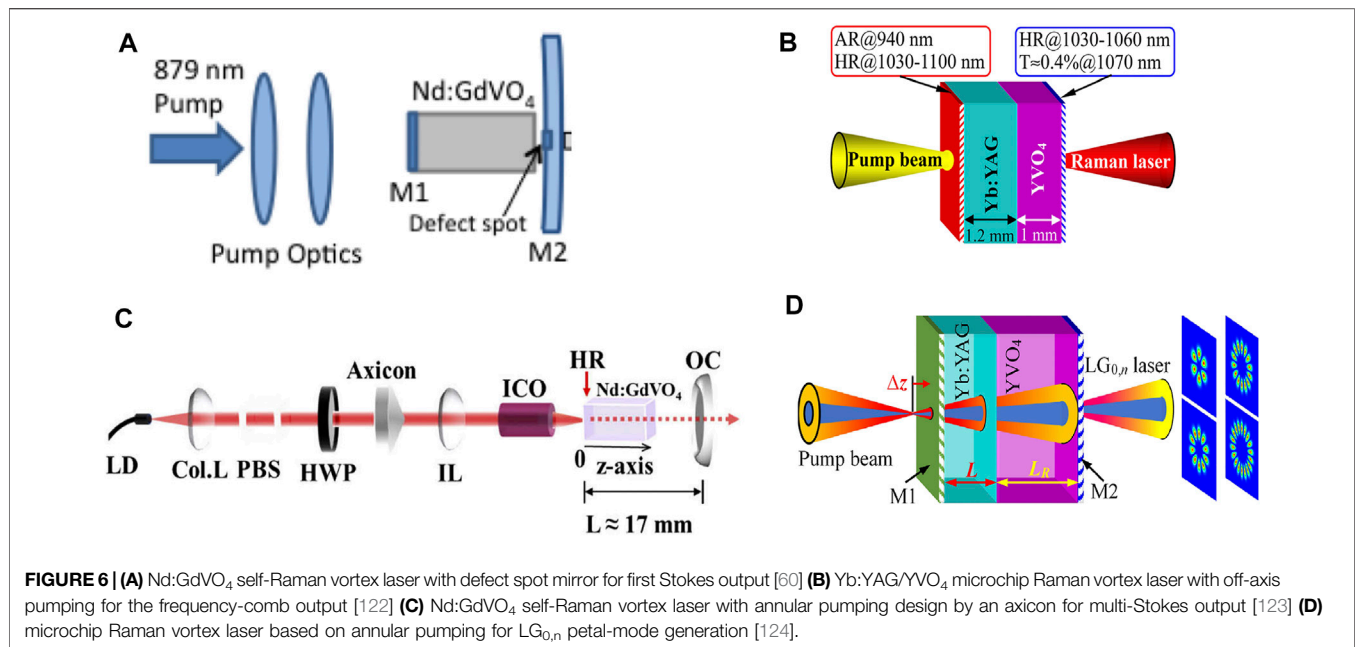 A
879 nm
Pump
Nd:GdVO₄
M1
Defect spot
M2
Pump Optics
B
AR@940 nm
HR@1030-1100 nm
HR@1030-1060 nm
T≈0.4%@1070 nm
Pump beam
Yb:YAG
YVO₄
Raman laser
1.2 mm
1 mm
C
Axicon
ICO
HR
Nd:GdVO₄
OC
LD
Col.L
PBS
HWP
IL
0
z-axis
L ≈ 17 mm
D
Δz
Yb:YAG
YVO₄
LG₀,ₙ laser
Pump beam
M1
L
L_R
M2
FIGURE 6 | (A) Nd:GdVO₄ self-Raman vortex laser with defect spot mirror for first Stokes output [60] (B) Yb:YAG/YVO₄ microchip Raman vortex laser with off-axis
pumping for the frequency-comb output [122] (C) Nd:GdVO₄ self-Raman vortex laser with annular pumping design by an axicon for multi-Stokes output [123] (D)
microchip Raman vortex laser based on annular pumping for LG₀,ₙ petal-mode generation [124].